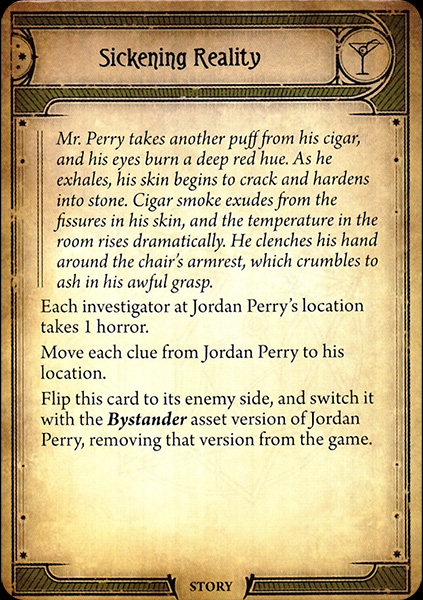 Sickening Reality
Mr. Perry takes another puff from his cigar,
and his eyes burn a deep red hue. As he
exhales, his skin begins to crack and hardens
into stone. Cigar smoke exudes from the
fissures in his skin, and the temperature in the
room rises dramatically. He clenches his hand
around the chair's armrest, which crumbles to
ash in his awful grasp.
Each investigator at Jordan Perry's location
takes 1 horror.
Move each clue from Jordan Perry to his
location.
Flip this card to its enemy side, and switch it
with the Bystander asset version of Jordan
Perry, removing that version from the game.
STORY